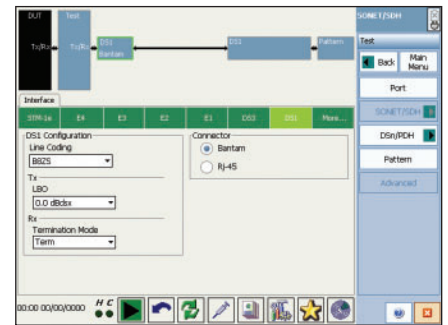 DUT
Test
SONET/SDH
Tx/Rx
Tx/Rx
DS1
Bantam
DS1
Pattern
Test
Back
Main
Menu
Port
Interface
SONET/SDH
STM-1e
E4
E3
E2
E1
DS3
DS1
More...
DS1 Configuration
Connector
DSn/PDH
Line Coding
Bantam
B8ZS
RJ-45
Pattern
Tx
LBO
Advanced
0.0 dBdsx
Rx
Termination Mode
Term
00:00 00/00/0000
H C